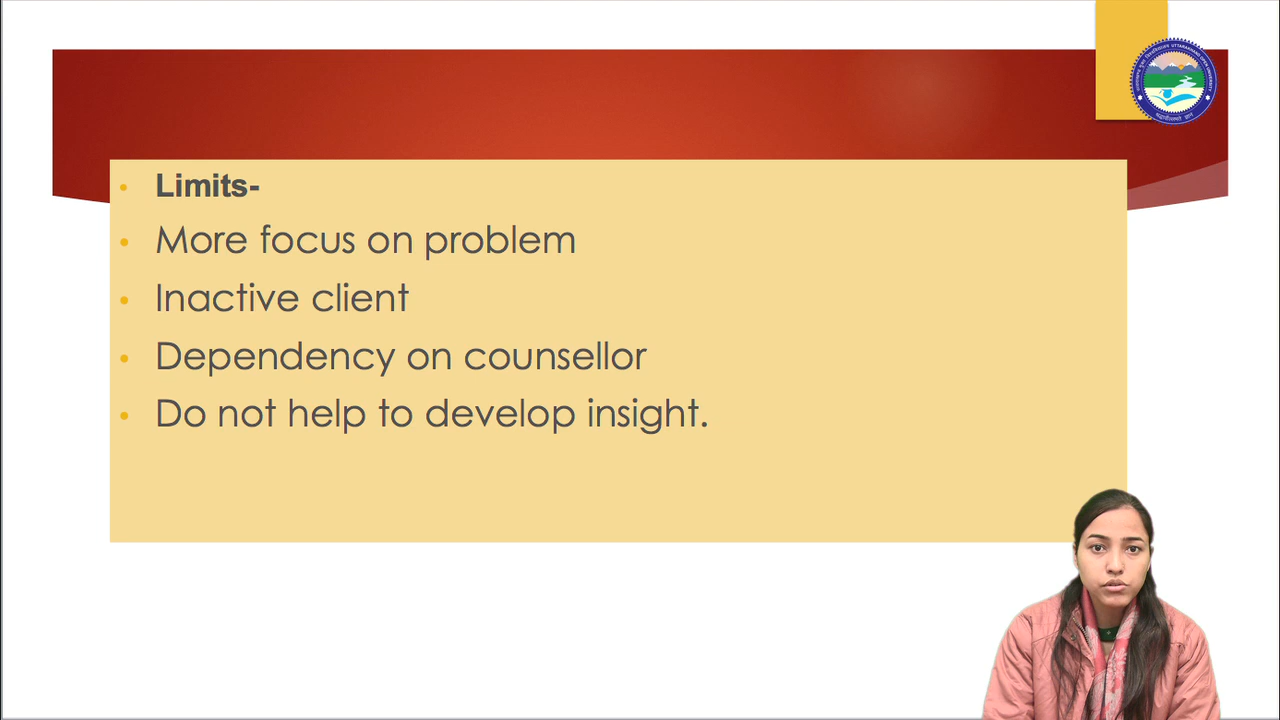 Limits-
More focus on problem
Inactive client
Dependency on counsellor
Do not help to develop insight.